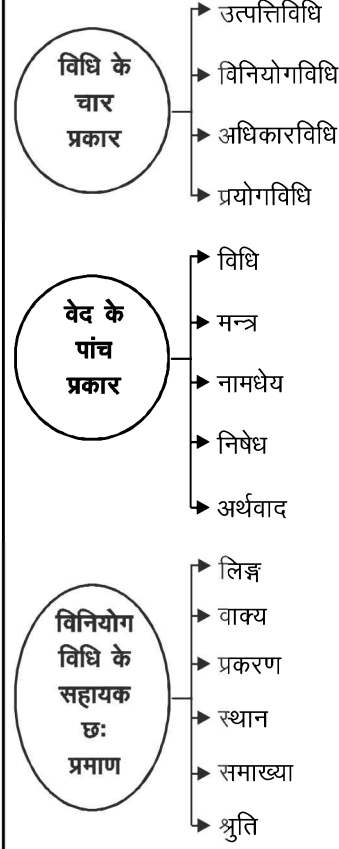 विधि के
चार
प्रकार
उत्पत्तिविधि
विनियोगविधि
अधिकारविधि
प्रयोगविधि
वेद के
पांच
प्रकार
विधि
मन्त्र
नामधेय
निषेध
अर्थवाद
विनियोग
विधि के
सहायक
छः
प्रमाण
लिङ्ग
वाक्य
प्रकरण
स्थान
समाख्या
श्रुति